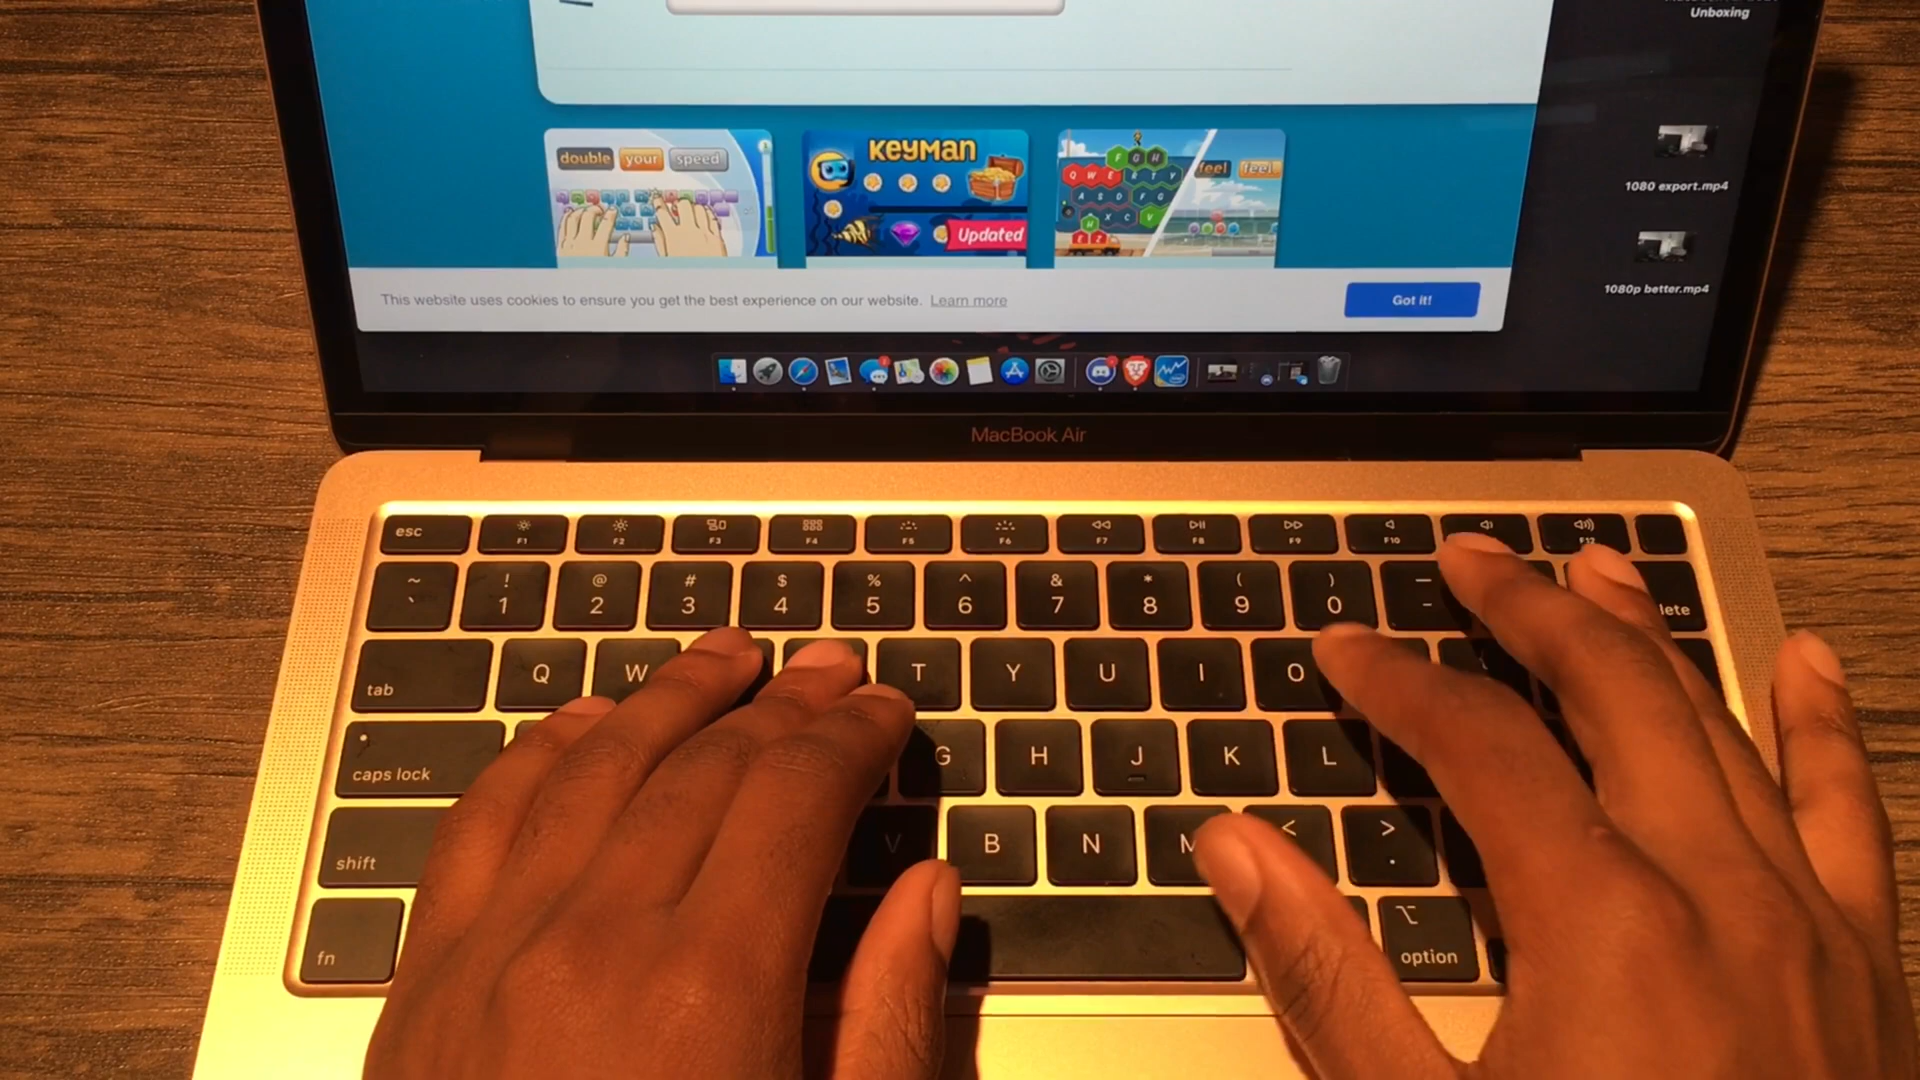 Unboxing
double your speed
KEYMAN
Updated
F G H
Q W E R T Y
A S D F G
X C V
H
E Z
feel feel
1080 export.mp4
1080p better.mp4
This website uses cookies to ensure you get the best experience on our website. Learn more
Got it!
MacBook Air
esc F1 F2 F3 F4 F5 F6 F7 F8 F9 F10 F12
~ ! @ # $ % ^ & * ( ) —
` 1 2 3 4 5 6 7 8 9 0 -
lete
tab Q W T Y U I O
caps lock G H J K L
shift V B N M < > .
fn option